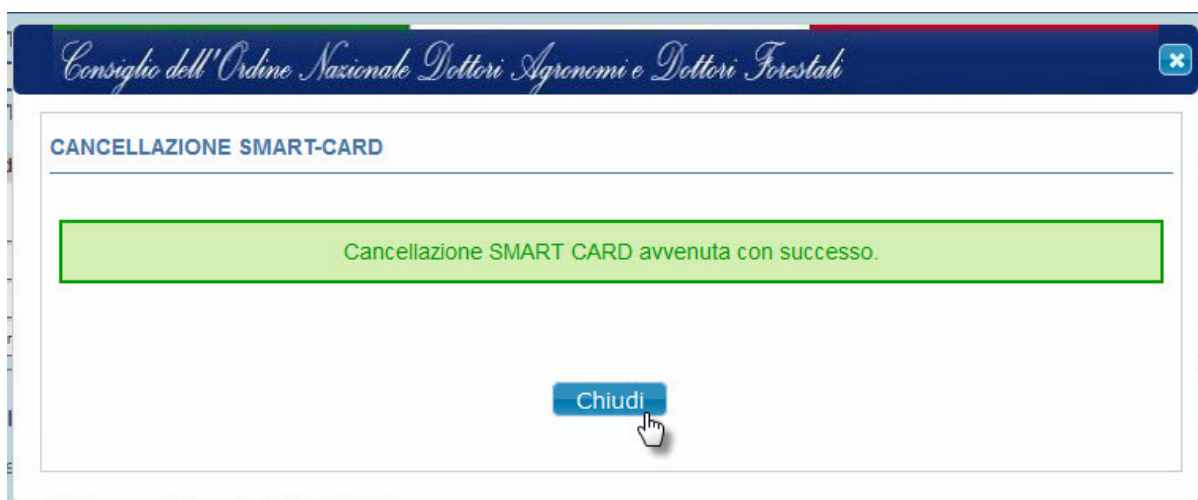 Consiglio dell'Ordine Nazionale Dottori Agronomi e Dottori Forestali
CANCELLAZIONE SMART-CARD
Cancellazione SMART CARD avvenuta con successo.
Chiudi